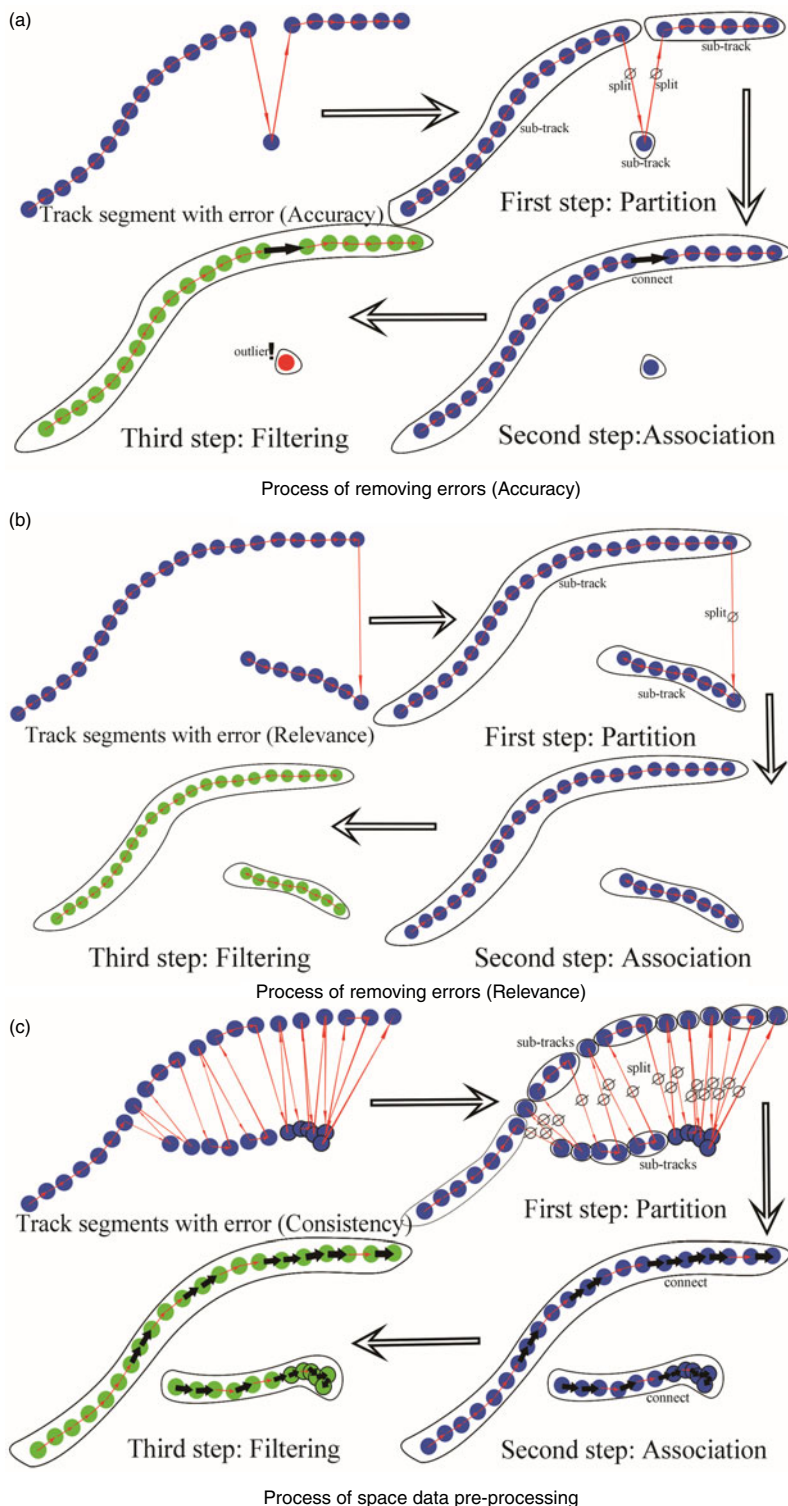 (a)
sub-track
split
split
sub-track
sub-track
Track segment with error (Accuracy)
First step: Partition
connect
outlier!
Third step: Filtering
Second step:Association
Process of removing errors (Accuracy)
(b)
sub-track
split
sub-track
Track segments with error (Relevance)
First step: Partition
Third step: Filtering
Second step: Association
Process of removing errors (Relevance)
(c)
sub-tracks
split
sub-tracks
Track segments with error (Consistency)
First step: Partition
connect
connect
Third step: Filtering
Second step: Association
Process of space data pre-processing